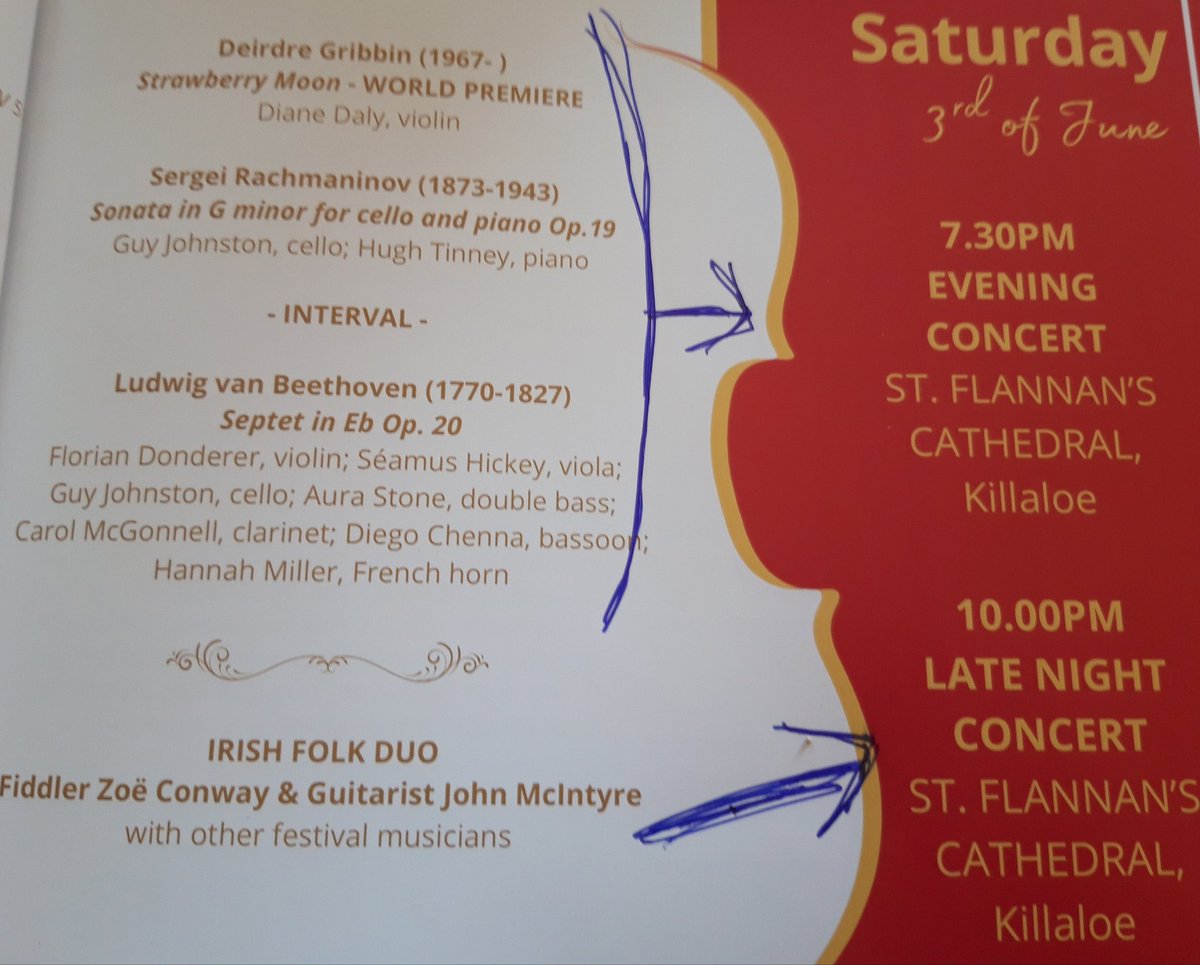 Deirdre Gribbin (1967- )
Strawberry Moon - WORLD PREMIERE
Diane Daly, violin
Sergei Rachmaninov (1873-1943)
Sonata in G minor for cello and piano Op.19
Guy Johnston, cello; Hugh Tinney, piano
- INTERVAL -
Ludwig van Beethoven (1770-1827)
Septet in Eb Op. 20
Florian Donderer, violin; Séamus Hickey, viola;
Guy Johnston, cello; Aura Stone, double bass;
Carol McGonnell, clarinet; Diego Chenna, bassoon;
Hannah Miller, French horn
IRISH FOLK DUO
Fiddler Zoë Conway & Guitarist John McIntyre
with other festival musicians
Saturday
3rd of June
7.30PM
EVENING
CONCERT
ST. FLANNAN'S
CATHEDRAL,
Killaloe
10.00PM
LATE NIGHT
CONCERT
ST. FLANNAN'S
CATHEDRAL,
Killaloe